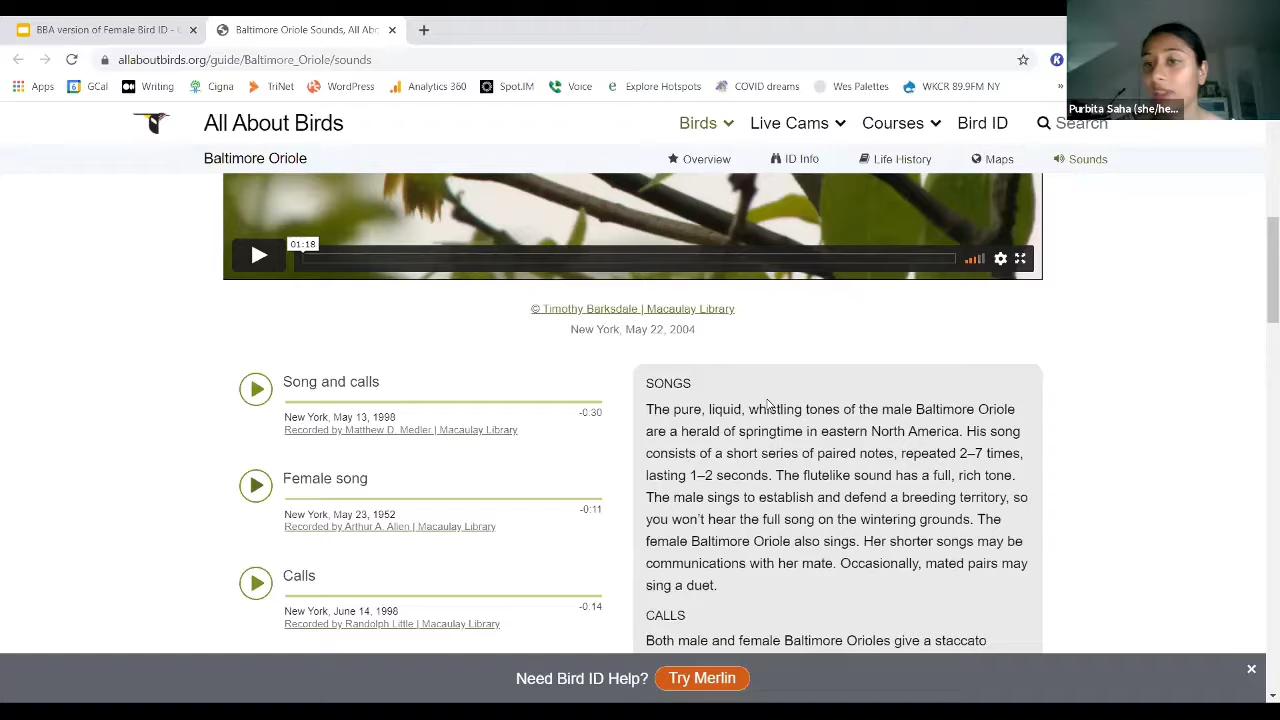 BBA version of Female Bird ID -
Baltimore Oriole Sounds, All Abo
allaboutbirds.org/guide/Baltimore_Oriole/sounds
Apps GCal Writing Cigna TriNet WordPress Analytics 360 SpotLIM Voice Explore Hotspots COVID dreams Wes Palettes WKCR 89.9FM NY »
Purbita Saha (she/he...
All About Birds
Birds Live Cams Courses Bird ID Search
Baltimore Oriole
Overview ID Info Life History Maps Sounds
01:18
© Timothy Barksdale | Macaulay Library
New York, May 22, 2004
Song and calls
-0:30
New York, May 13, 1998
Recorded by Matthew D. Medler | Macaulay Library
Female song
-0:11
New York, May 23, 1952
Recorded by Arthur A. Allen | Macaulay Library
Calls
-0:14
New York, June 14, 1998
Recorded by Randolph Little | Macaulay Library
SONGS
The pure, liquid, whistling tones of the male Baltimore Oriole
are a herald of springtime in eastern North America. His song
consists of a short series of paired notes, repeated 2–7 times,
lasting 1–2 seconds. The flutelike sound has a full, rich tone.
The male sings to establish and defend a breeding territory, so
you won’t hear the full song on the wintering grounds. The
female Baltimore Oriole also sings. Her shorter songs may be
communications with her mate. Occasionally, mated pairs may
sing a duet.
CALLS
Both male and female Baltimore Orioles give a staccato
Need Bird ID Help? Try Merlin